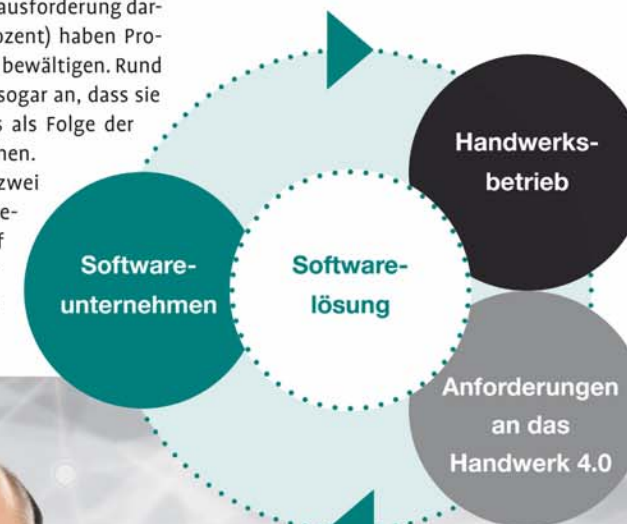 ausforderung dar-
ozent) haben Pro-
bewältigen. Rund
sogar an, dass sie
als Folge der
zwei
Software-
unternehmen
Software-
lösung
Handwerks-
betrieb
Anforderungen
an das
Handwerk 4.0